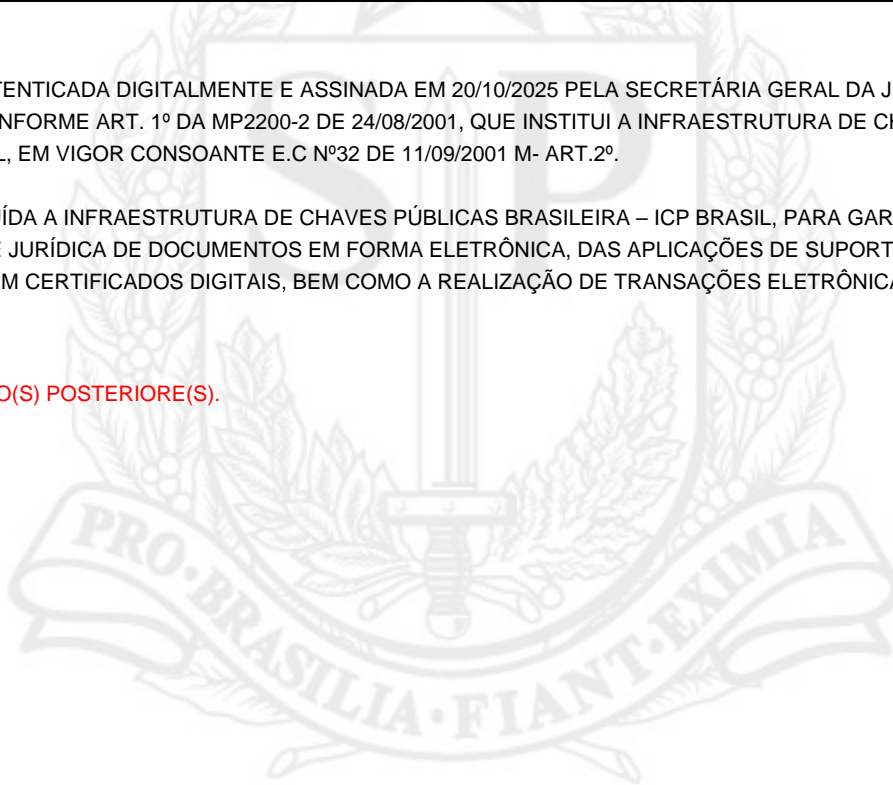 TENTICADA DIGITALMENTE E ASSINADA EM 20/10/2025 PELA SECRETÁRIA GERAL DA J
NFORME ART. 1º DA MP2200-2 DE 24/08/2001, QUE INSTITUI A INFRAESTRUTURA DE CH
L, EM VIGOR CONSOANTE E.C Nº32 DE 11/09/2001 M- ART.2º.
UÍDA A INFRAESTRUTURA DE CHAVES PÚBLICAS BRASILEIRA – ICP BRASIL, PARA GAR
E JURÍDICA DE DOCUMENTOS EM FORMA ELETRÔNICA, DAS APLICAÇÕES DE SUPORT
M CERTIFICADOS DIGITAIS, BEM COMO A REALIZAÇÃO DE TRANSAÇÕES ELETRÔNICA
O(S) POSTERIORE(S).
SP
PRO·BRASILIA·FIANT·EXIMIA